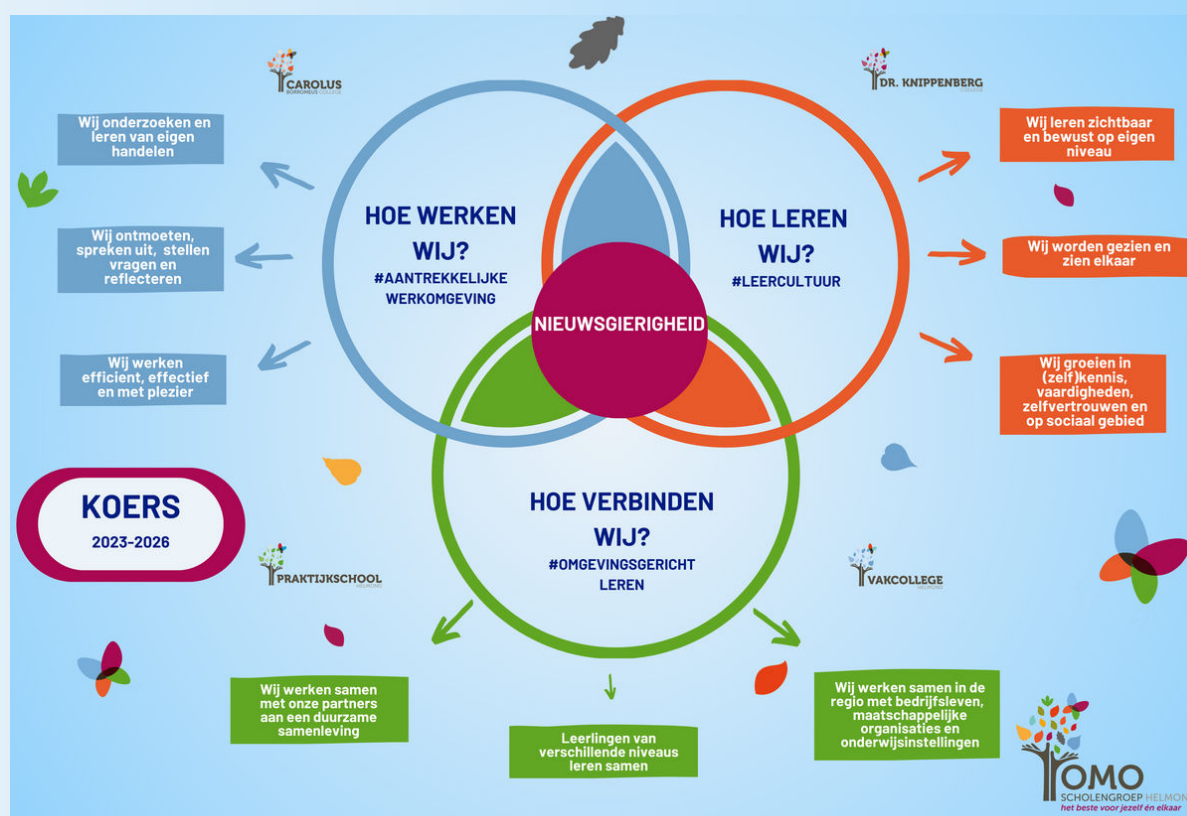 CAROLUS
BORROMEUS COLLEGE
DR. KNIPPENBERG
COLLEGE
Wij onderzoeken en
leren van eigen
handelen
Wij ontmoeten,
spreken uit, stellen
vragen en
reflecteren
Wij werken
efficient, effectief
en met plezier
HOE WERKEN
WIJ?
#AANTREKKELIJKE
WERKOMGEVING
HOE LEREN
WIJ?
#LEERCULTUUR
NIEUWSGIERIGHEID
Wij leren zichtbaar
en bewust op eigen
niveau
Wij worden gezien en
zien elkaar
Wij groeien in
(zelf)kennis,
vaardigheden,
zelfvertrouwen en
op sociaal gebied
KOERS
2023-2026
HOE VERBINDEN
WIJ?
#OMGEVINGSGERICHT
LEREN
PRAKTIJKSCHOOL
HELMOND
VAKCOLLEGE
HELMOND
Wij werken samen
met onze partners
aan een duurzame
samenleving
Leerlingen van
verschillende niveaus
leren samen
Wij werken samen in de
regio met bedrijfsleven,
maatschappelijke
organisaties en
onderwijsinstellingen
OMO
SCHOLENGROEP HELMON
het beste voor jezelf én elkaar